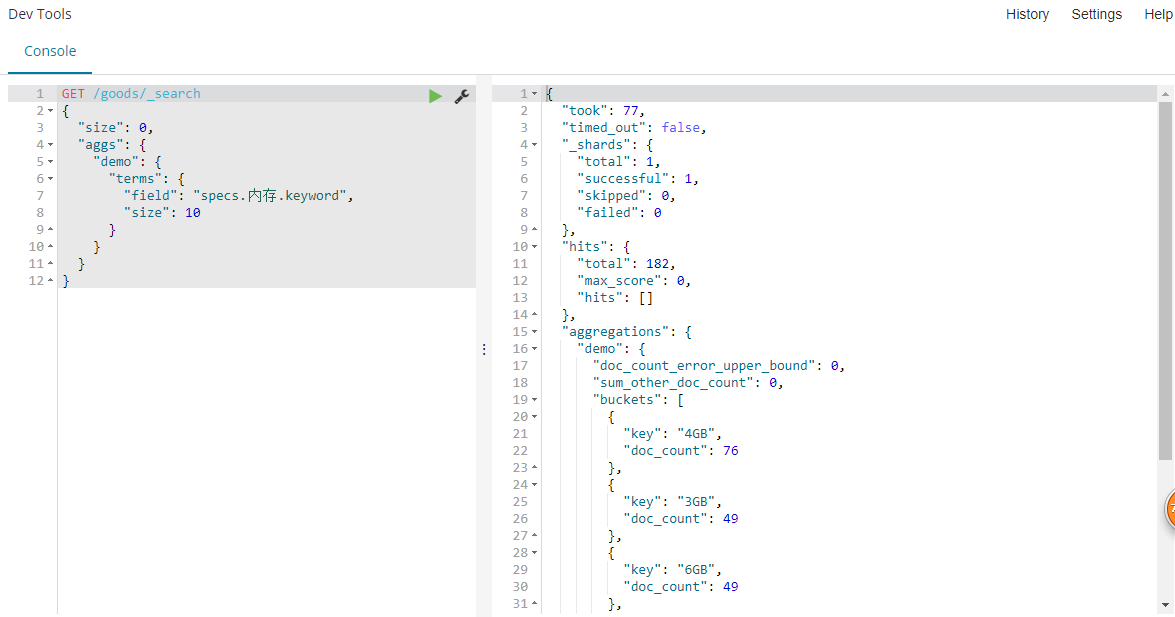 Dev Tools
History Settings Help
Console
1 GET /goods/_search
2 {
3 "size": 0,
4 "aggs": {
5 "demo": {
6 "terms": {
7 "field": "specs.内存.keyword",
8 "size": 10
9 }
10 }
11 }
12 }
1 {
2 "took": 77,
3 "timed_out": false,
4 "_shards": {
5 "total": 1,
6 "successful": 1,
7 "skipped": 0,
8 "failed": 0
9 },
10 "hits": {
11 "total": 182,
12 "max_score": 0,
13 "hits": []
14 },
15 "aggregations": {
16 "demo": {
17 "doc_count_error_upper_bound": 0,
18 "sum_other_doc_count": 0,
19 "buckets": [
20 {
21 "key": "4GB",
22 "doc_count": 76
23 },
24 {
25 "key": "3GB",
26 "doc_count": 49
27 },
28 {
29 "key": "6GB",
30 "doc_count": 49
31 },